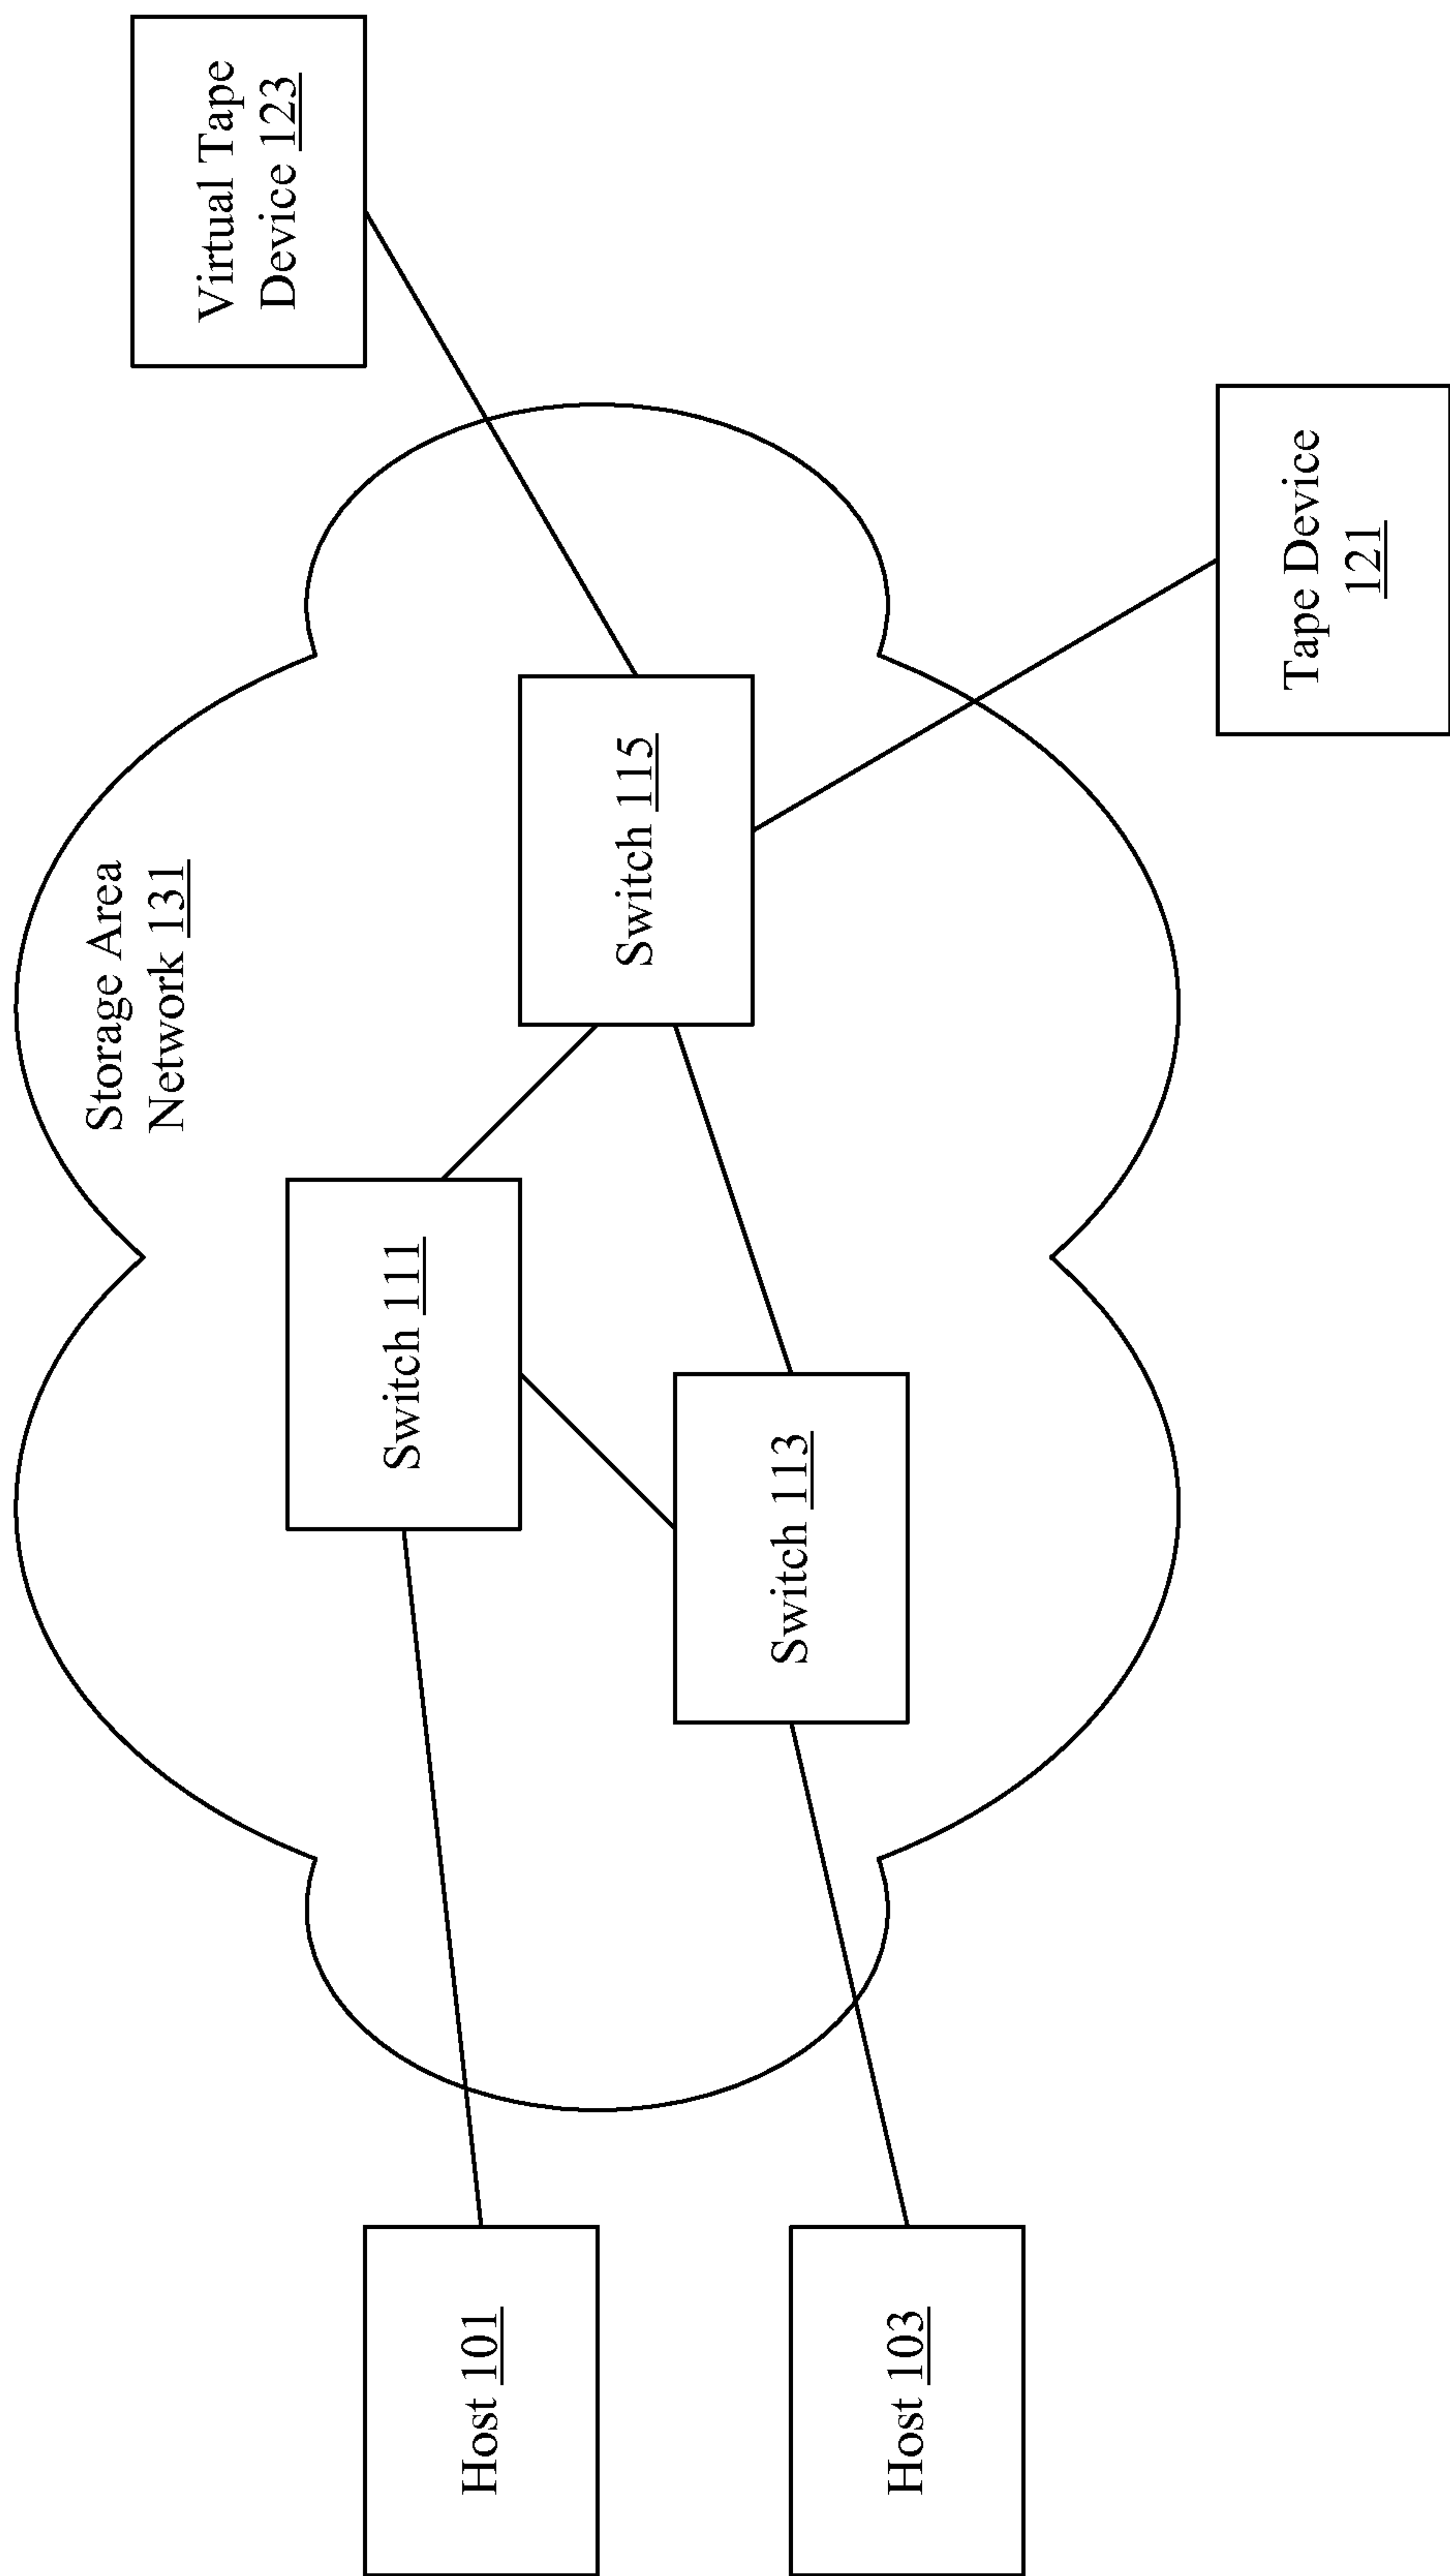 Storage Area
Network 131
Virtual Tape
Device 123
Host 101
Switch 111
Switch 115
Host 103
Switch 113
Tape Device
121